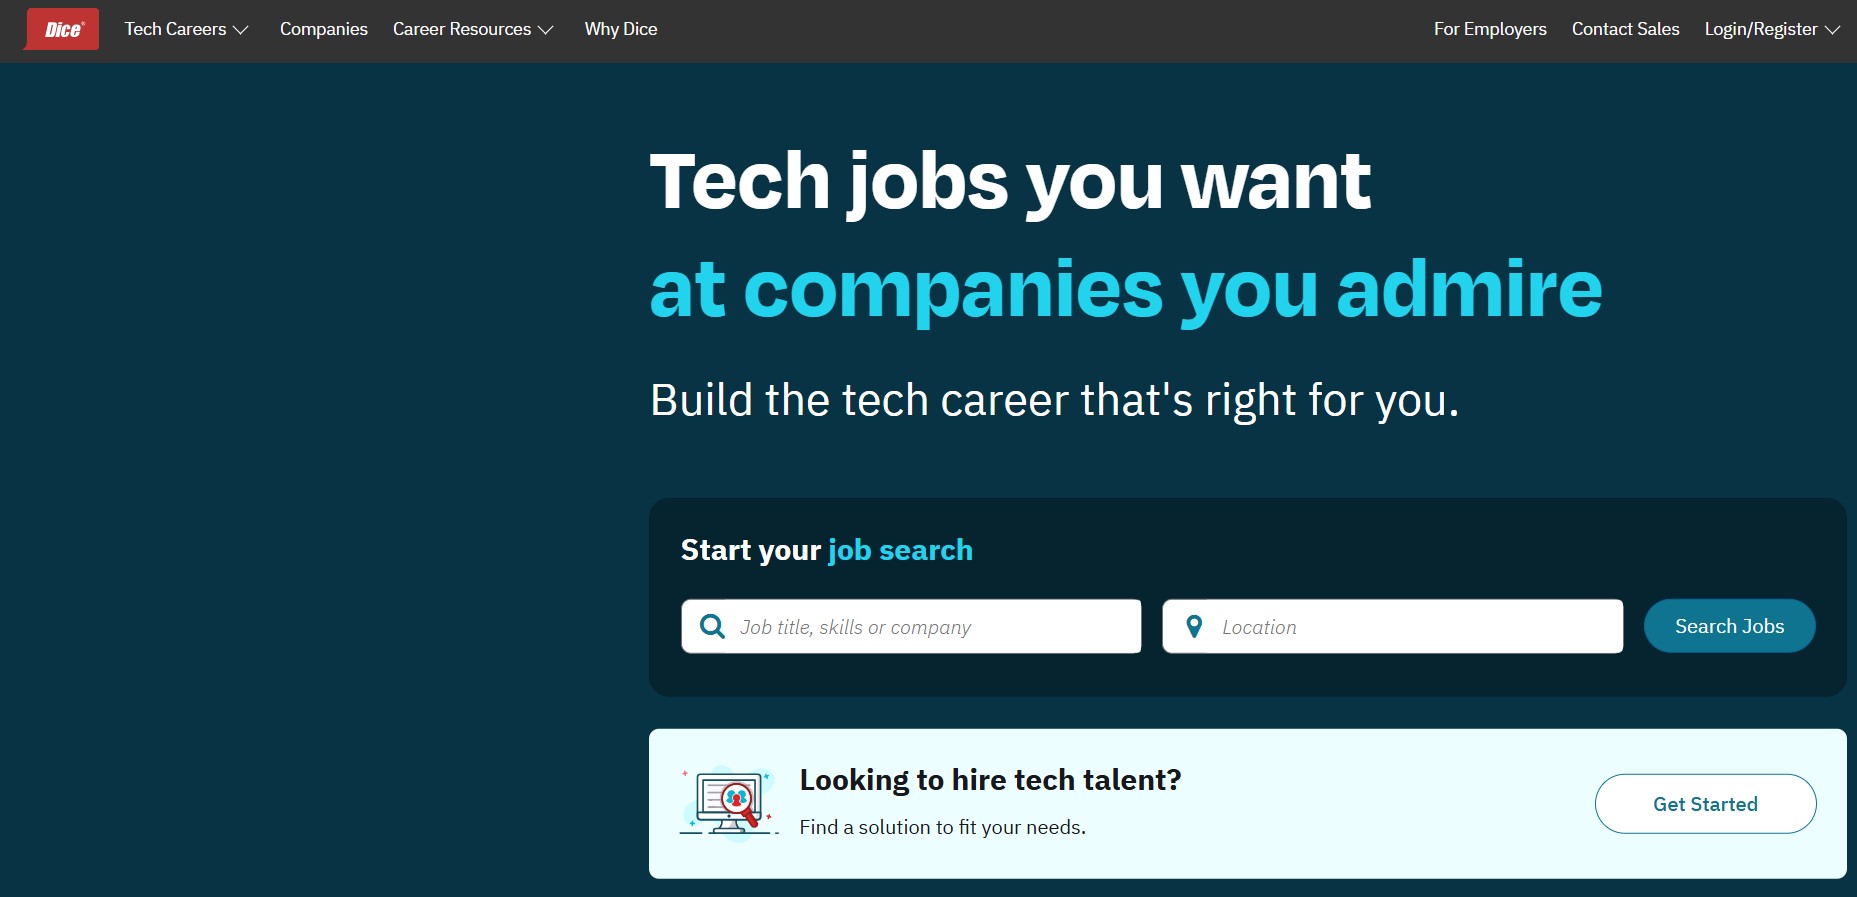 Dice® Tech Careers Companies Career Resources Why Dice For Employers Contact Sales Login/Register
Tech jobs you want
at companies you admire
Build the tech career that's right for you.
Start your job search
Job title, skills or company Location Search Jobs
Looking to hire tech talent?
Find a solution to fit your needs.
Get Started